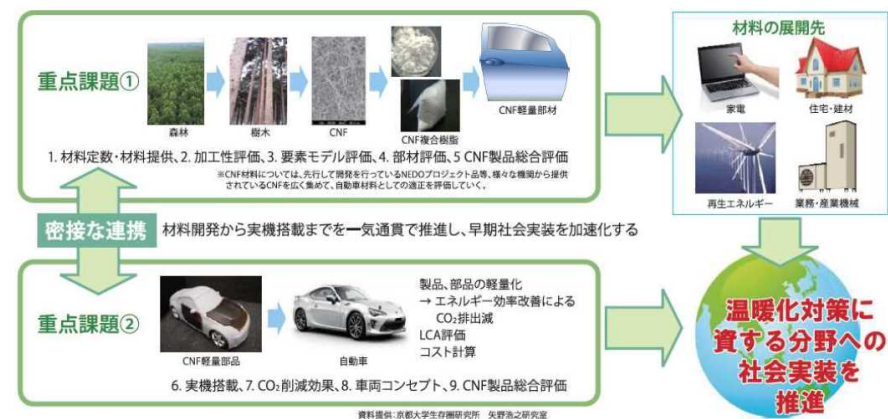 重点課題①
森林
樹木
CNF
CNF複合樹脂
CNF軽量部材
1. 材料定数・材料提供、2. 加工性評価、3. 要素モデル評価、4. 部材評価、5 CNF製品総合評価
※CNF材料については、先行して開発を行っているNEDOプロジェクト品等、様々な機関から提供
されているCNFを広く集めて、自動車材料としての適正を評価していく。
材料の展開先
家電
住宅・建材
再生エネルギー
業務・産業機械
密接な連携
材料開発から実機搭載までを一気通貫で推進し、早期社会実装を加速化する
重点課題②
CNF軽量部品
自動車
製品、部品の軽量化
→ エネルギー効率改善による
CO₂排出減
LCA評価
コスト計算
6. 実機搭載、7. CO₂削減効果、8. 車両コンセプト、9. CNF製品総合評価
温暖化対策に
資する分野への
社会実装を
推進
資料提供:京都大学生存圏研究所 矢野浩之研究室